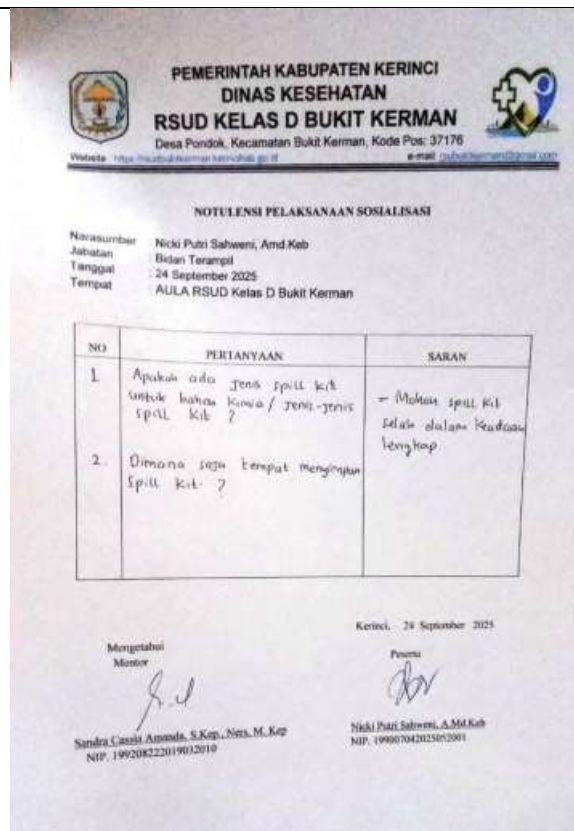 PEMERINTAH KABUPATEN KERINCI
DINAS KESEHATAN
RSUD KELAS D BUKIT KERMAN
Desa Pondok, Kecamatan Bukit Kerman, Kode Pos: 37176
Website e-mail
NOTULENSI PELAKSANAAN SOSIALISASI
Narasumber Nicki Putri Sahweni, Amd.Keb
Jabatan Bidan Terampil
Tanggal : 24 September 2025
Tempat AULA RSUD Kelas D Bukit Kerman
NO PERTANYAAN SARAN
1 Apakah ada jenis spill kit
untuk bahan kimia / jenis-jenis
spill kit ?
- Mohon spill kit
selalu dalam keadaan
lengkap
2. Dimana saja tempat menyimpan
Spill Kit. ?
Kerinci, 24 September 2025
Mengetahui
Mentor
Peserta
Sandra Cassia Amanda, S.Kep., Ners, M. Kep
NIP. 199208222019032010
Nicki Putri Sahweni, A.Md.Keb
NIP. 199007042025052001